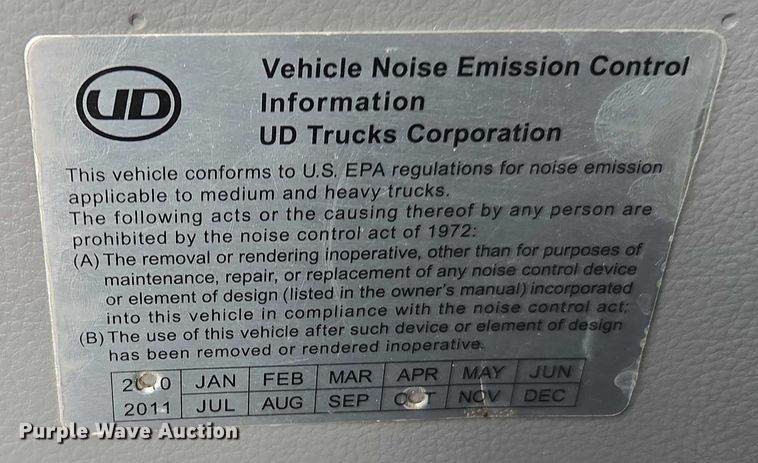 UD
Vehicle Noise Emission Control
Information
UD Trucks Corporation
This vehicle conforms to U.S. EPA regulations for noise emission
applicable to medium and heavy trucks.
The following acts or the causing thereof by any person are
prohibited by the noise control act of 1972:
(A) The removal or rendering inoperative, other than for purposes of
maintenance, repair, or replacement of any noise control device
or element of design (listed in the owner's manual) incorporated
into this vehicle in compliance with the noise control act;
(B) The use of this vehicle after such device or element of design
has been removed or rendered inoperative.
2010 JAN FEB MAR APR MAY JUN
2011 JUL AUG SEP OCT NOV DEC
Purple Wave Auction